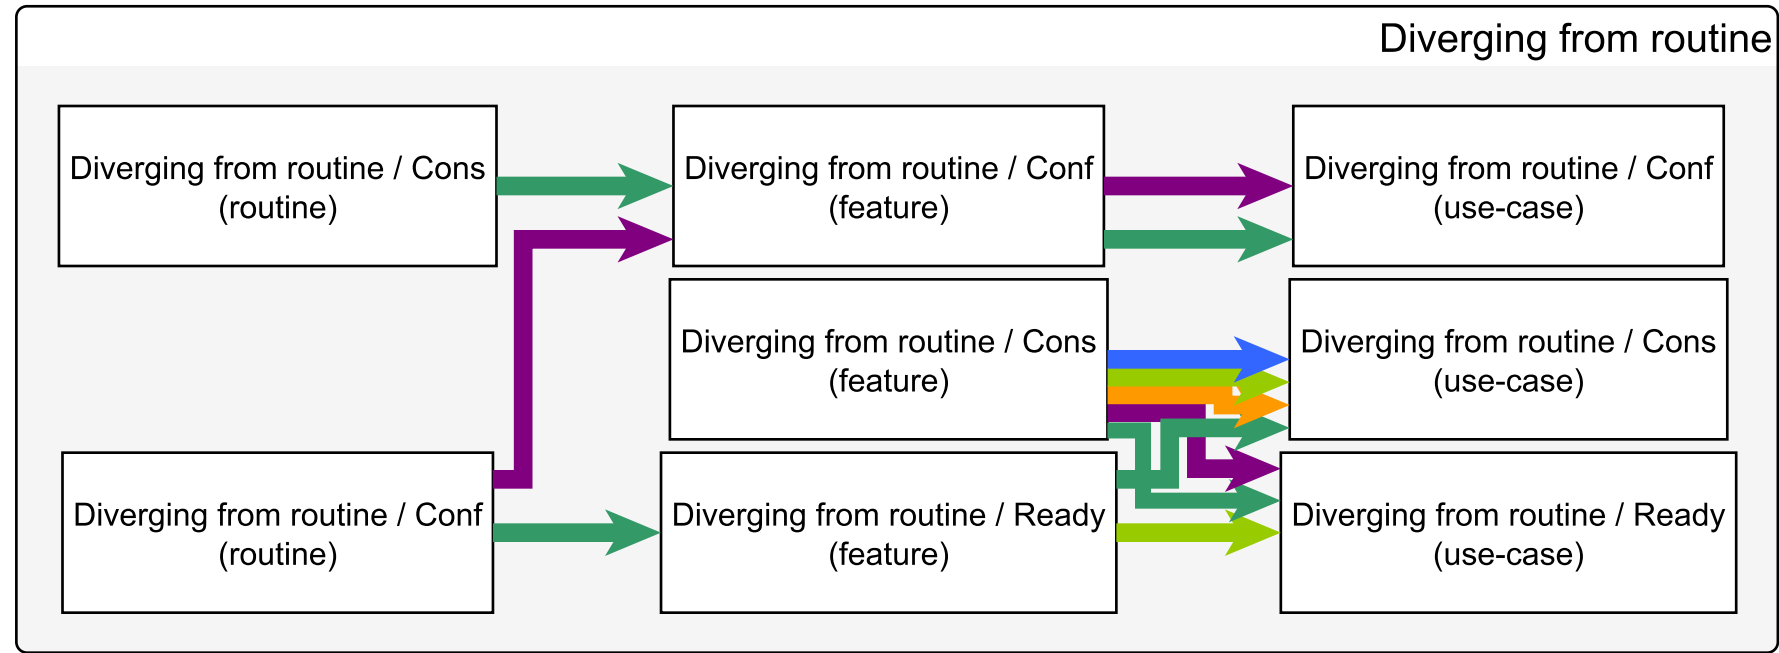 Diverging from routine
Diverging from routine / Cons
(routine)
Diverging from routine / Conf
(feature)
Diverging from routine / Conf
(use-case)
Diverging from routine / Cons
(feature)
Diverging from routine / Cons
(use-case)
Diverging from routine / Conf
(routine)
Diverging from routine / Ready
(feature)
Diverging from routine / Ready
(use-case)